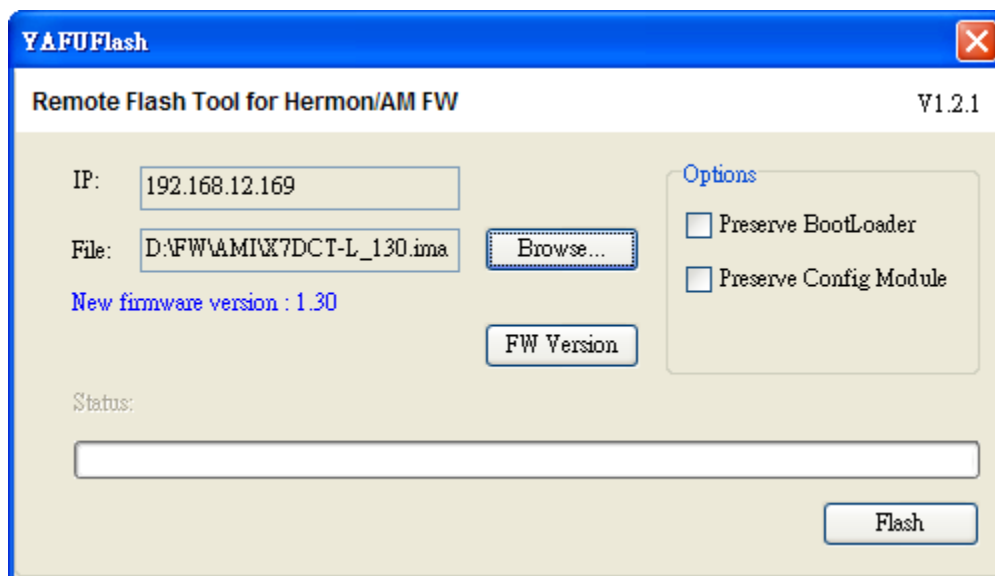 YAFUFlash
Remote Flash Tool for Hermon/AM FW V1.2.1
IP: 192.168.12.169
File: D:\FW\AMI\X7DCT-L_130.ima Browse...
New firmware version : 1.30
FW Version
Options
Preserve BootLoader
Preserve Config Module
Status:
Flash